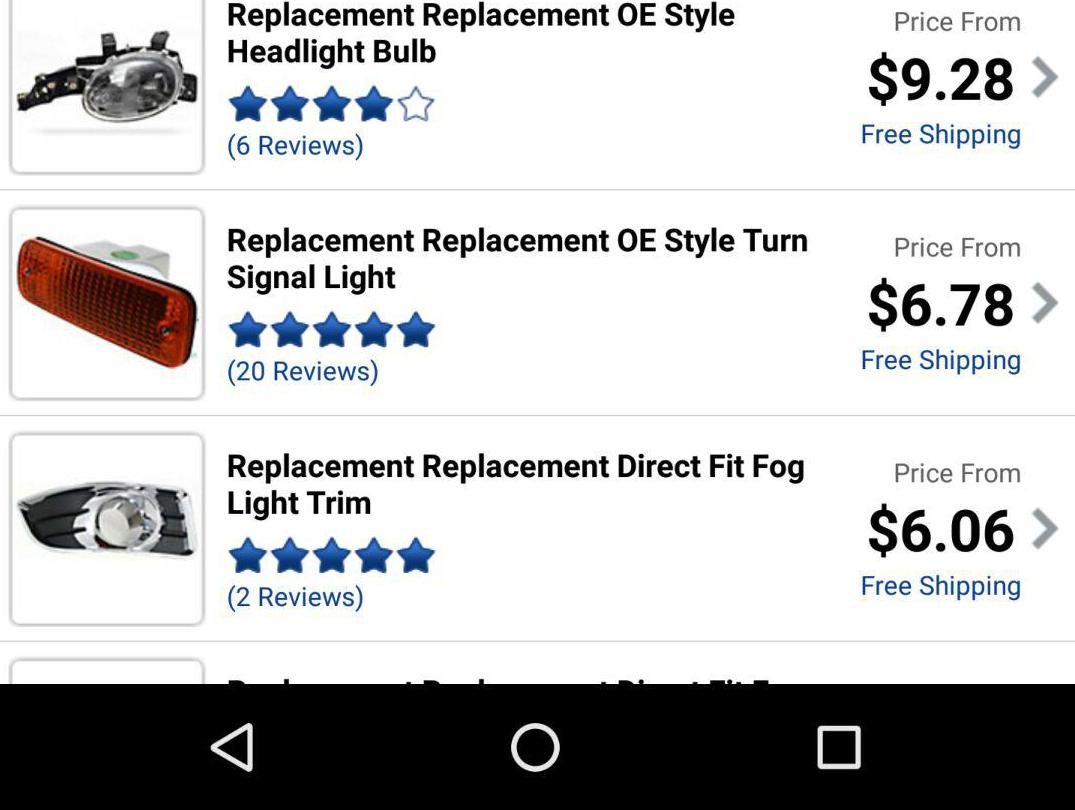 Replacement Replacement OE Style
Headlight Bulb
(6 Reviews)
Price From
$9.28
Free Shipping
Replacement Replacement OE Style Turn
Signal Light
(20 Reviews)
Price From
$6.78
Free Shipping
Replacement Replacement Direct Fit Fog
Light Trim
(2 Reviews)
Price From
$6.06
Free Shipping